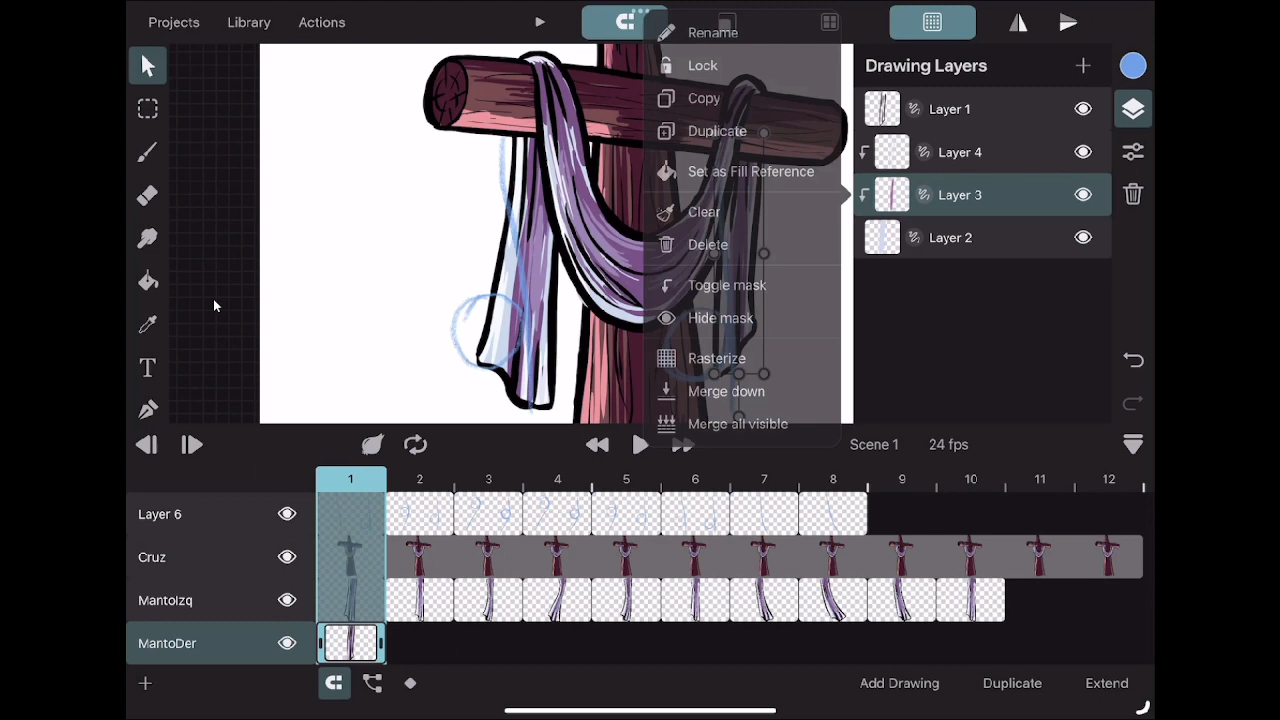 Projects Library Actions
Rename
Lock
Copy
Duplicate
Set as Fill Reference
Clear
Delete
Toggle mask
Hide mask
Rasterize
Merge down
Merge all visible
Drawing Layers
Layer 1
Layer 4
Layer 3
Layer 2
T
Scene 1 24 fps
1 2 3 4 5 6 7 8 9 10 11 12
Layer 6
Cruz
MantoIzq
MantoDer
Add Drawing Duplicate Extend